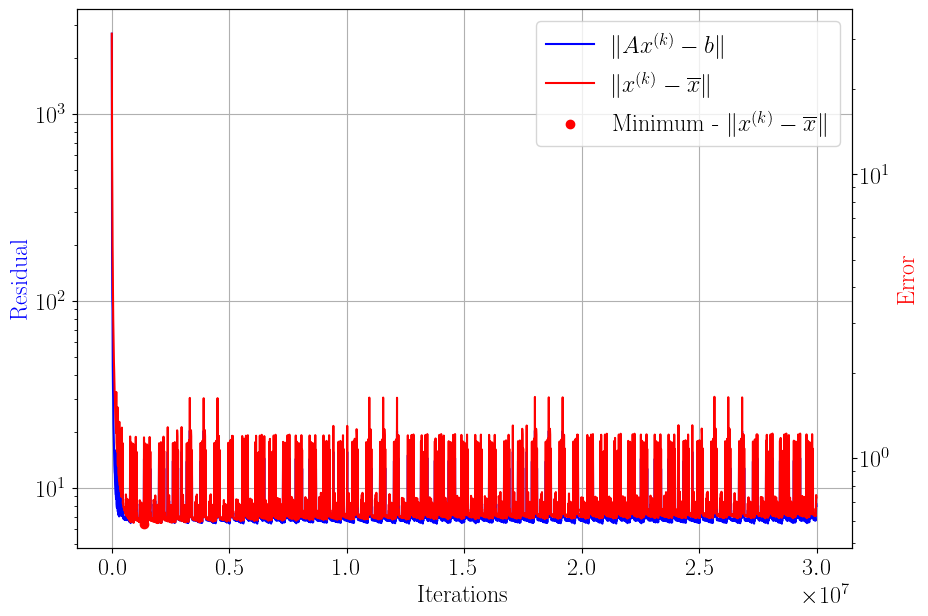 ‖Ax^(k) − b‖
‖x^(k) − x̅‖
Minimum - ‖x^(k) − x̅‖
10^3
10^2
10^1
Residual
10^1
10^0
Error
0.0 0.5 1.0 1.5 2.0 2.5 3.0
Iterations
×10^7